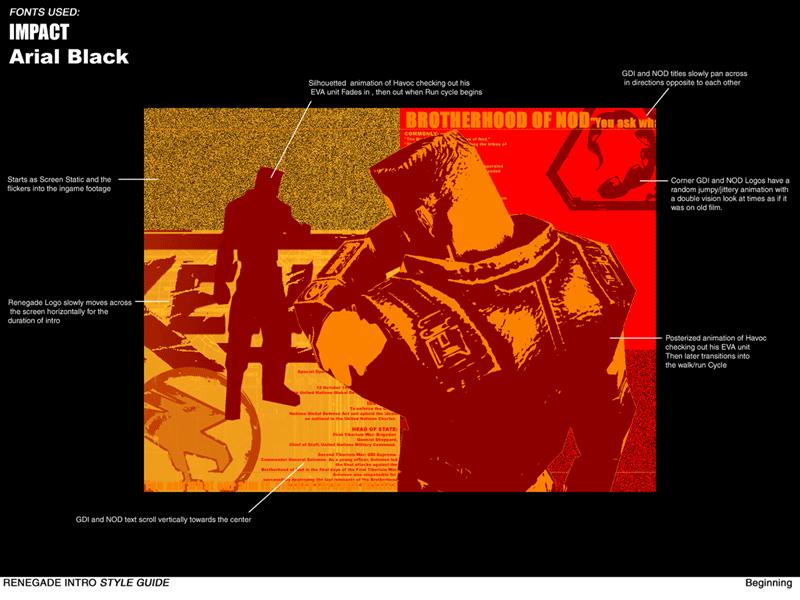 FONTS USED:
IMPACT
Arial Black
Silhouetted animation of Havoc checking out his
EVA unit Fades in , then out when Run cycle begins
GDI and NOD titles slowly pan across
in directions opposite to each other
BROTHERHOOD OF NOD "You ask wh
COMMONLY
Starts as Screen Static and the
flickers into the ingame footage
Corner GDI and NOD Logos have a
random jumpy/jittery animation with
a double vision look at times as if it
was on old film.
Renegade Logo slowly moves across
the screen horizontally for the
duration of intro
Posterized animation of Havoc
checking out his EVA unit
Then later transitions into
the walk/run Cycle
Special Op
12 October 19
United Nations Global De
To enforce the
Nations Global Defense Act and uphold the ideas
as outlined in the United Nations Charter.
HEAD OF STATE:
First Tiberium War: Brigadier
General Sheppard,
Chief of Staff, United Nations Military Command.
Second Tiberium War: GDI Supreme
Commander General Solomon. As a young officer, Solomon led
the final attacks against the
Brotherhood of Nod in the final days of the First Tiberium War.
Solomon was responsible for
successfully destroying the last remnants of the Brotherhood
GDI and NOD text scroll vertically towards the center
RENEGADE INTRO STYLE GUIDE
Beginning